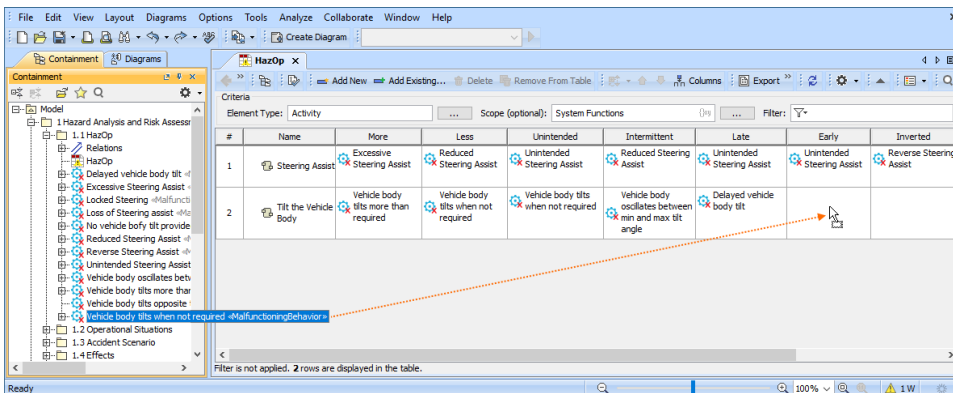 File Edit View Layout Diagrams Options Tools Analyze Collaborate Window Help
Create Diagram
Containment Diagrams
Containment
Model
1 Hazard Analysis and Risk Assessm
1.1 HazOp
Relations
HazOp
Delayed vehicle body tilt
Excessive Steering Assist
Locked Steering «Malfuncti
Loss of Steering assist «Ma
No vehicle bofy tilt provide
Reduced Steering Assist
Reverse Steering Assist
Unintended Steering Assist
Vehicle body oscillates betw
Vehicle body tilts more than
Vehicle body tilts opposite
Vehicle body tilts when not required «MalfunctioningBehavior»
1.2 Operational Situations
1.3 Accident Scenario
1.4 Effects
HazOp
Add New Add Existing... Delete Remove From Table Columns Export
Criteria
Element Type: Activity ... Scope (optional): System Functions ... Filter:
# Name More Less Unintended Intermittent Late Early Inverted
1 Steering Assist
Excessive
Steering Assist
Reduced
Steering Assist
Unintended
Steering Assist
Reduced Steering
Assist
Unintended
Steering Assist
Unintended
Steering Assist
Reverse Steering
Assist
2 Tilt the Vehicle
Body
Vehicle body
tilts more than
required
Vehicle body
tilts when not
required
Vehicle body tilts
when not required
Vehicle body
oscillates between
min and max tilt
angle
Delayed vehicle
body tilt
Filter is not applied. 2 rows are displayed in the table.
Ready
100%
1 W